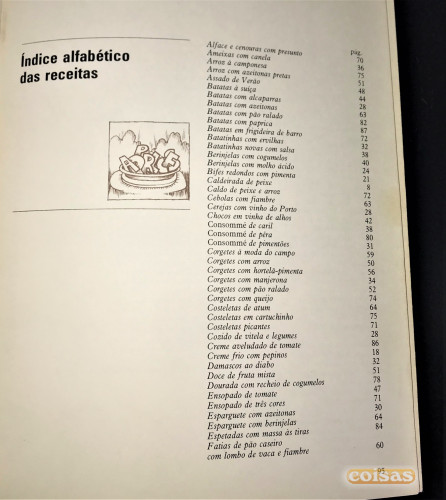 Índice alfabético
das receitas
ABRIL
pág.
Alface e cenouras com presunto 70
Ameixas com canela 36
Arroz à camponesa 75
Arroz com azeitonas pretas 51
Assado de Verão 48
Batatas à suíça 44
Batatas com alcaparras 28
Batatas com azeitonas 63
Batatas com pão ralado 82
Batatas com paprica 87
Batatas em frigideira de barro 72
Batatinhas com ervilhas 32
Batatinhas novas com salva 38
Berinjelas com cogumelos 40
Berinjelas com molho ácido 24
Bifes redondos com pimenta 21
Caldeirada de peixe 8
Caldo de peixe e arroz 72
Cebolas com fiambre 63
Cerejas com vinho do Porto 28
Chocos em vinha de alhos 42
Consommé de caril 38
Consommé de pêra 80
Consommé de pimentões 31
Corgetes à moda do campo 59
Corgetes com arroz 50
Corgetes com hortelã-pimenta 56
Corgetes com manjerona 34
Corgetes com pão ralado 52
Corgetes com queijo 74
Costeletas de atum 64
Costeletas em cartuchinho 75
Costeletas picantes 71
Cozido de vitela e legumes 28
Creme aveludado de tomate 86
Creme frio com pepinos 18
Damascos ao diabo 32
Doce de fruta mista 51
Dourada com recheio de cogumelos 78
Ensopado de tomate 47
Ensopado de três cores 71
Esparguete com azeitonas 30
Esparguete com berinjelas 64
Espetadas com massa às tiras 84
Fatias de pão caseiro
com lombo de vaca e fiambre 60
95
coisas